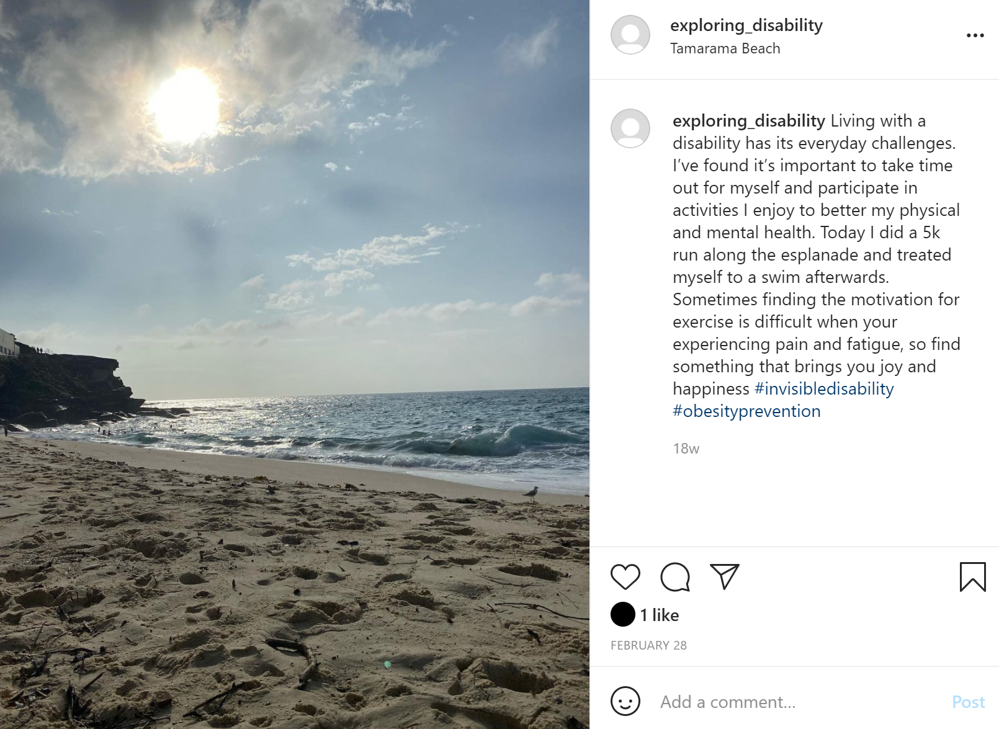 exploring_disability
Tamarama Beach
exploring_disability Living with a
disability has its everyday challenges.
I’ve found it’s important to take time
out for myself and participate in
activities I enjoy to better my physical
and mental health. Today I did a 5k
run along the esplanade and treated
myself to a swim afterwards.
Sometimes finding the motivation for
exercise is difficult when your
experiencing pain and fatigue, so find
something that brings you joy and
happiness #invisibledisability
#obesityprevention
18w
1 like
FEBRUARY 28
Add a comment...
Post